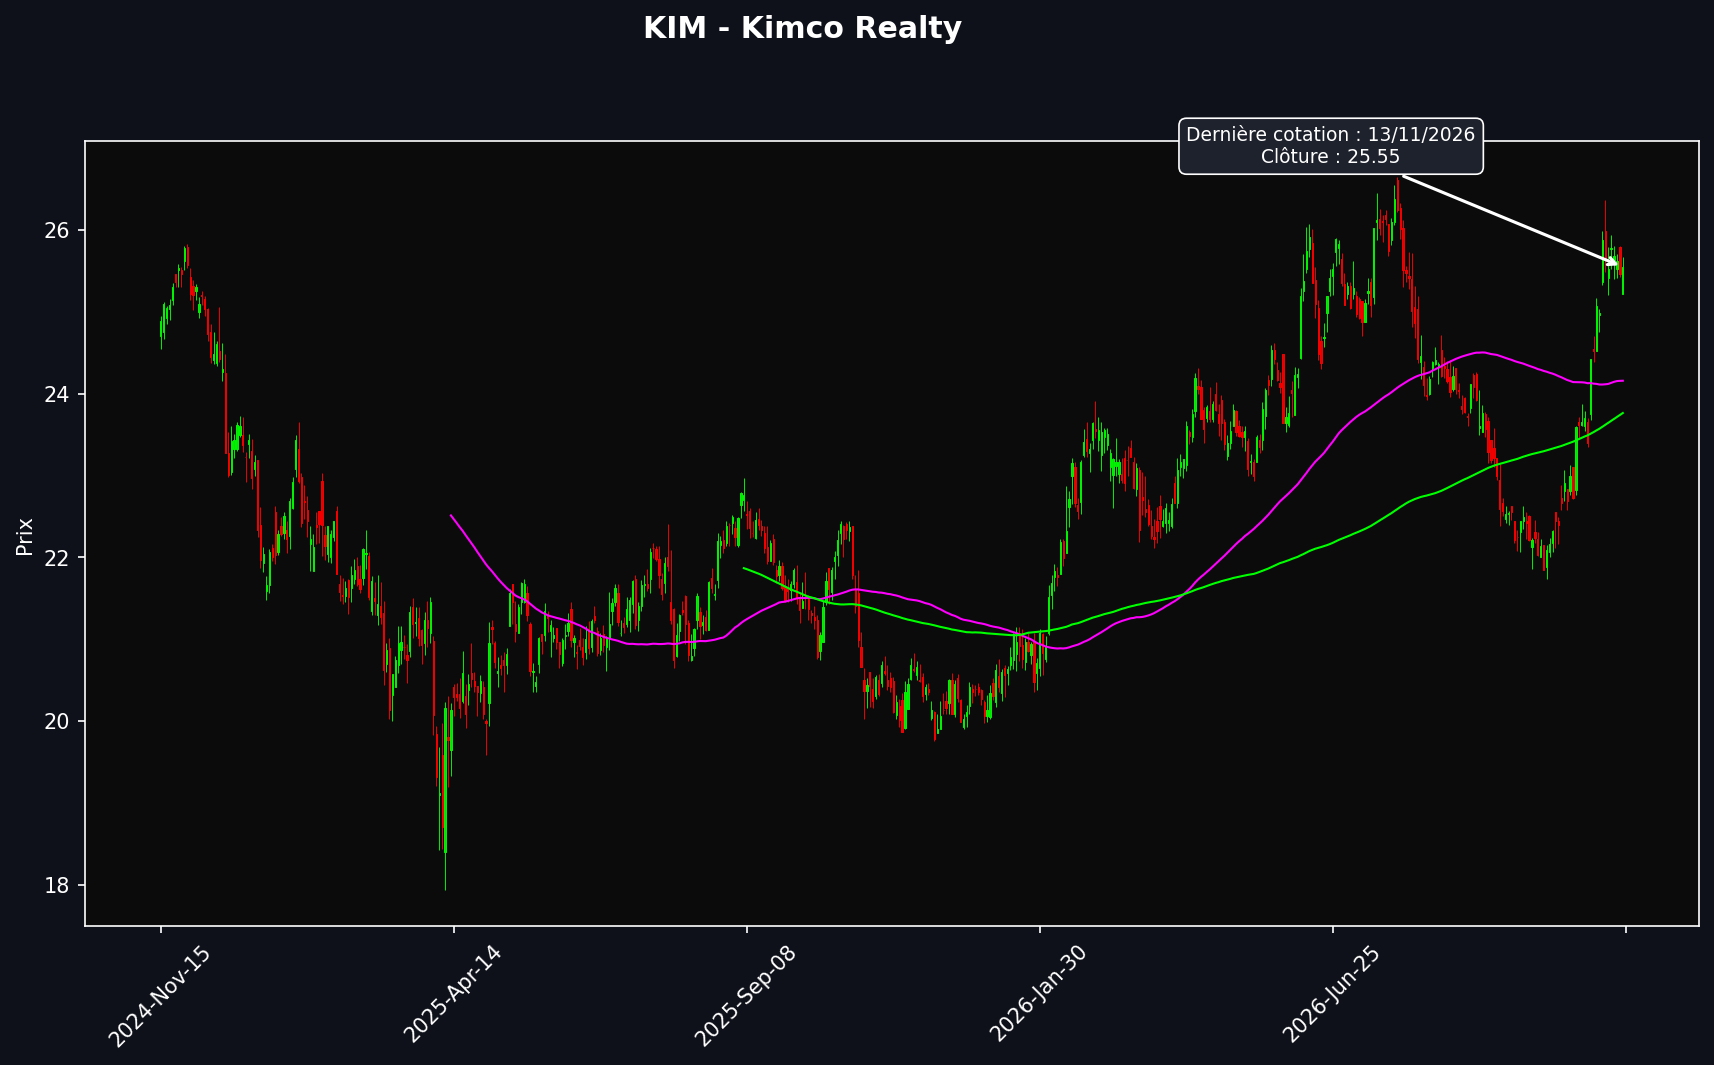 KIM - Kimco Realty
Dernière cotation : 13/11/2026
Clôture : 25.55
Prix
26
24
22
20
18
2024-Nov-15
2025-Apr-14
2025-Sep-08
2026-Jan-30
2026-Jun-25